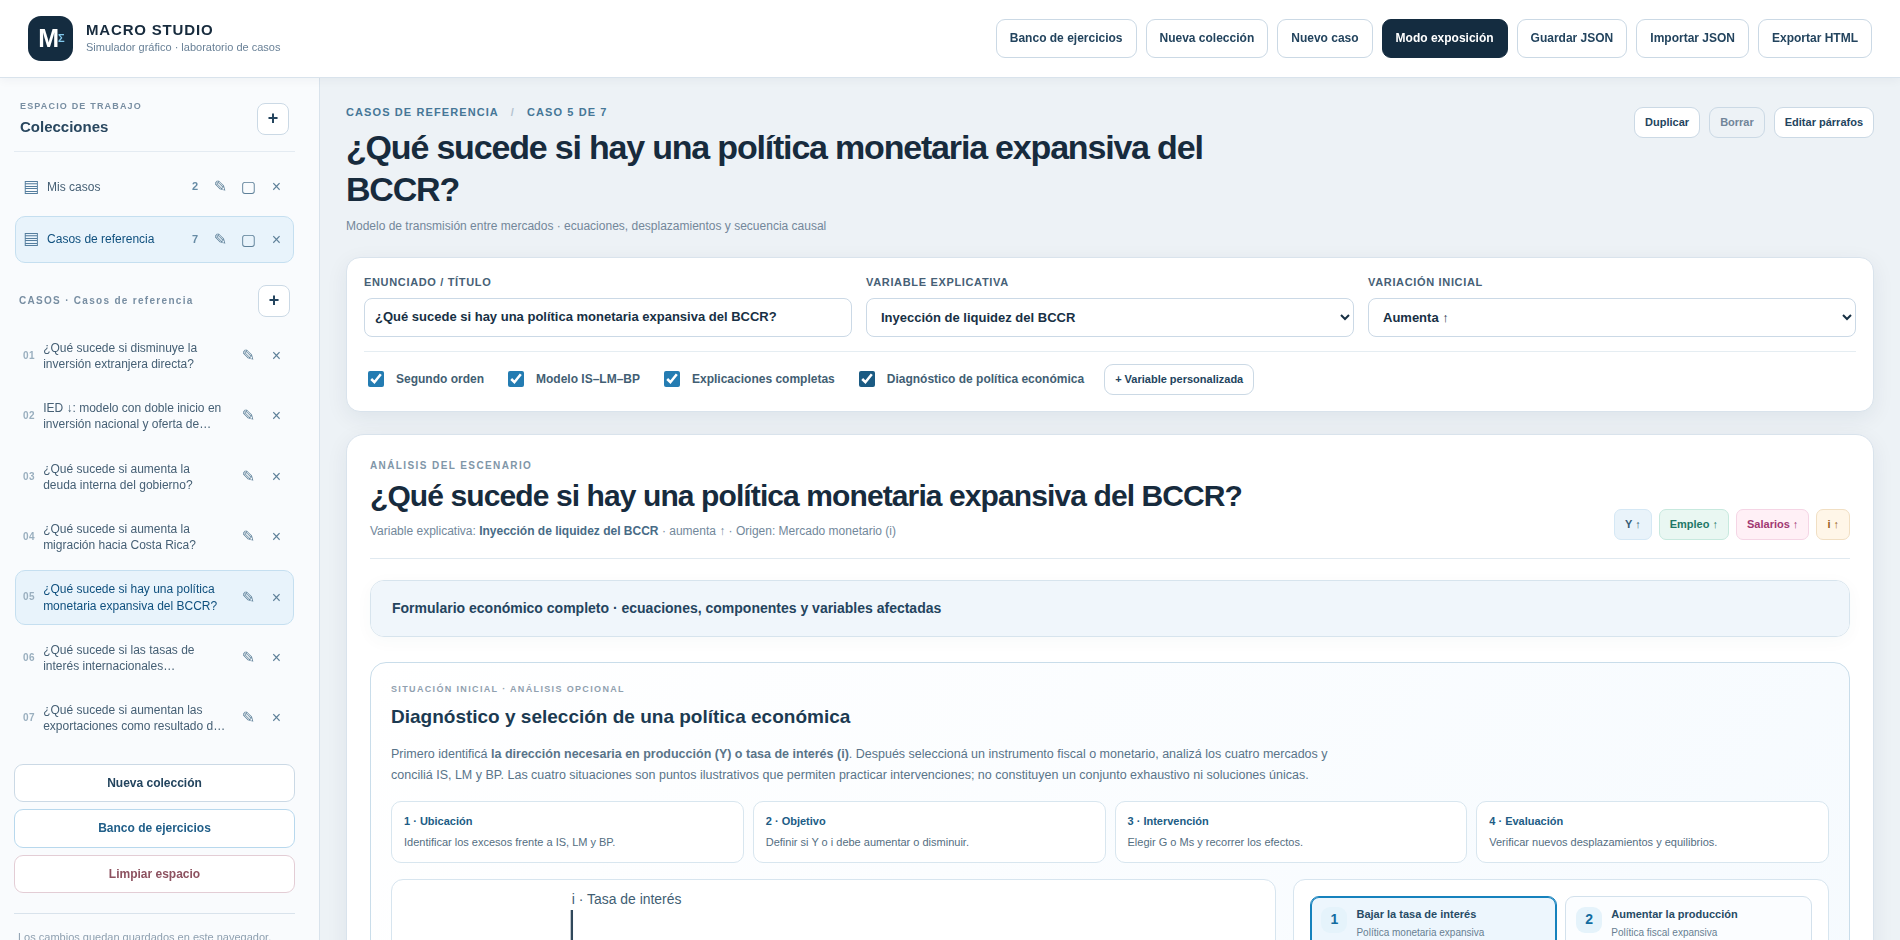 MΣ
MACRO STUDIO
Simulador gráfico · laboratorio de casos
Banco de ejercicios
Nueva colección
Nuevo caso
Modo exposición
Guardar JSON
Importar JSON
Exportar HTML
ESPACIO DE TRABAJO
Colecciones
+
Mis casos 2
Casos de referencia 7
CASOS · Casos de referencia
+
01 ¿Qué sucede si disminuye la
inversión extranjera directa?
02 IED ↓: modelo con doble inicio en
inversión nacional y oferta de…
03 ¿Qué sucede si aumenta la
deuda interna del gobierno?
04 ¿Qué sucede si aumenta la
migración hacia Costa Rica?
05 ¿Qué sucede si hay una política
monetaria expansiva del BCCR?
06 ¿Qué sucede si las tasas de
interés internacionales…
07 ¿Qué sucede si aumentan las
exportaciones como resultado d…
Nueva colección
Banco de ejercicios
Limpiar espacio
Los cambios quedan guardados en este navegador.
CASOS DE REFERENCIA / CASO 5 DE 7
¿Qué sucede si hay una política monetaria expansiva del
BCCR?
Modelo de transmisión entre mercados · ecuaciones, desplazamientos y secuencia causal
Duplicar
Borrar
Editar párrafos
ENUNCIADO / TÍTULO
¿Qué sucede si hay una política monetaria expansiva del BCCR?
VARIABLE EXPLICATIVA
Inyección de liquidez del BCCR
VARIACIÓN INICIAL
Aumenta ↑
Segundo orden
Modelo IS–LM–BP
Explicaciones completas
Diagnóstico de política económica
+ Variable personalizada
ANÁLISIS DEL ESCENARIO
¿Qué sucede si hay una política monetaria expansiva del BCCR?
Variable explicativa: Inyección de liquidez del BCCR · aumenta ↑ · Origen: Mercado monetario (i)
Y ↑
Empleo ↑
Salarios ↑
i ↑
Formulario económico completo · ecuaciones, componentes y variables afectadas
SITUACIÓN INICIAL · ANÁLISIS OPCIONAL
Diagnóstico y selección de una política económica
Primero identificá la dirección necesaria en producción (Y) o tasa de interés (i). Después seleccioná un instrumento fiscal o monetario, analizá los cuatro mercados y
conciliá IS, LM y BP. Las cuatro situaciones son puntos ilustrativos que permiten practicar intervenciones; no constituyen un conjunto exhaustivo ni soluciones únicas.
1 · Ubicación
Identificar los excesos frente a IS, LM y BP.
2 · Objetivo
Definir si Y o i debe aumentar o disminuir.
3 · Intervención
Elegir G o Ms y recorrer los efectos.
4 · Evaluación
Verificar nuevos desplazamientos y equilibrios.
i · Tasa de interés
1 Bajar la tasa de interés
Política monetaria expansiva
2 Aumentar la producción
Política fiscal expansiva